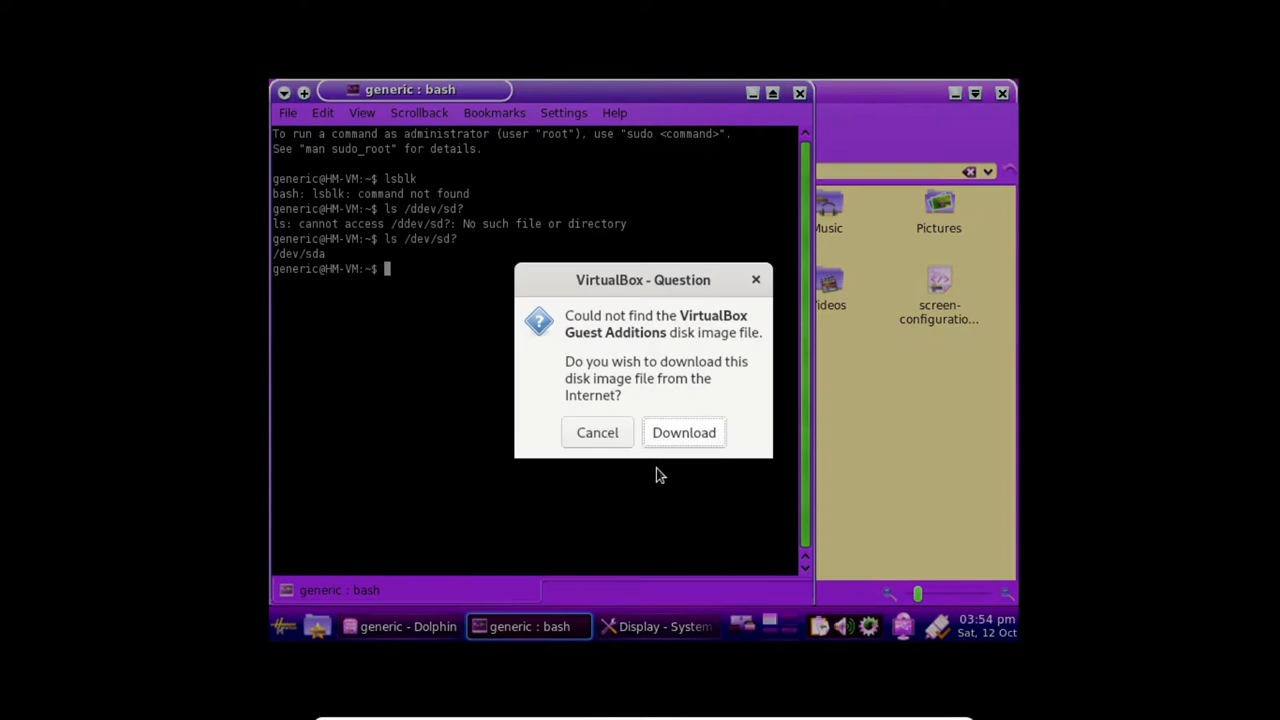 generic : bash
File Edit View Scrollback Bookmarks Settings Help
To run a command as administrator (user "root"), use "sudo <command>".
See "man sudo_root" for details.
generic@HM-VM:~$ lsblk
bash: lsblk: command not found
generic@HM-VM:~$ ls /ddev/sd?
ls: cannot access /ddev/sd?: No such file or directory
generic@HM-VM:~$ ls /dev/sd?
/dev/sda
generic@HM-VM:~$
Music
Pictures
Videos
screen-
configuratio...
VirtualBox - Question
Could not find the VirtualBox
Guest Additions disk image file.
Do you wish to download this
disk image file from the
Internet?
Cancel Download
generic : bash
generic - Dolphin
generic : bash
Display - System
03:54 pm
Sat, 12 Oct